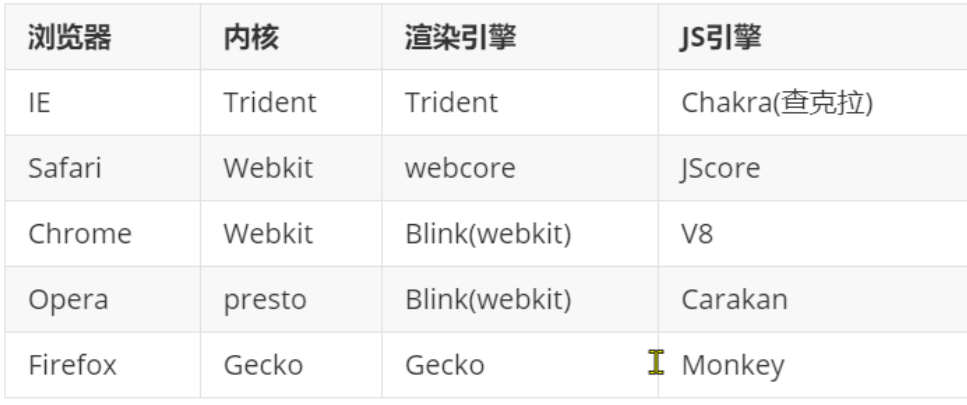 浏览器 内核 渲染引擎 JS引擎
IE Trident Trident Chakra(查克拉)
Safari Webkit webcore JScore
Chrome Webkit Blink(webkit) V8
Opera presto Blink(webkit) Carakan
Firefox Gecko Gecko Monkey